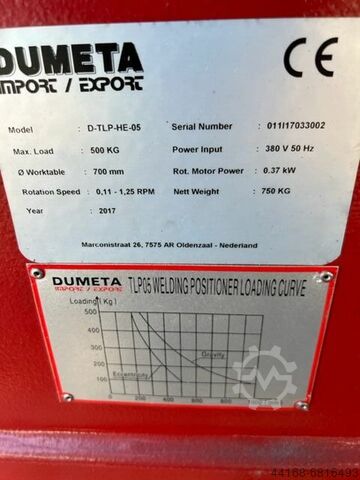 DUMETA
IMPORT / EXPORT
CE
Model : D-TLP-HE-05 Serial Number : 011I17033002
Max. Load : 500 KG Power Input : 380 V 50 Hz
Ø Worktable : 700 mm Rot. Motor Power : 0.37 kW
Rotation Speed : 0,11 - 1,25 RPM Nett Weight : 750 KG
Year : 2017
Marconistraat 26, 7575 AR Oldenzaal - Nederland
DUMETA
IMPORT / EXPORT
TLP05 WELDING POSITIONER LOADING CURVE
Loading ( Kg )
500
400
300
200
100
Gravity
Eccentricity
0 200 400 600 800
44168-6816493